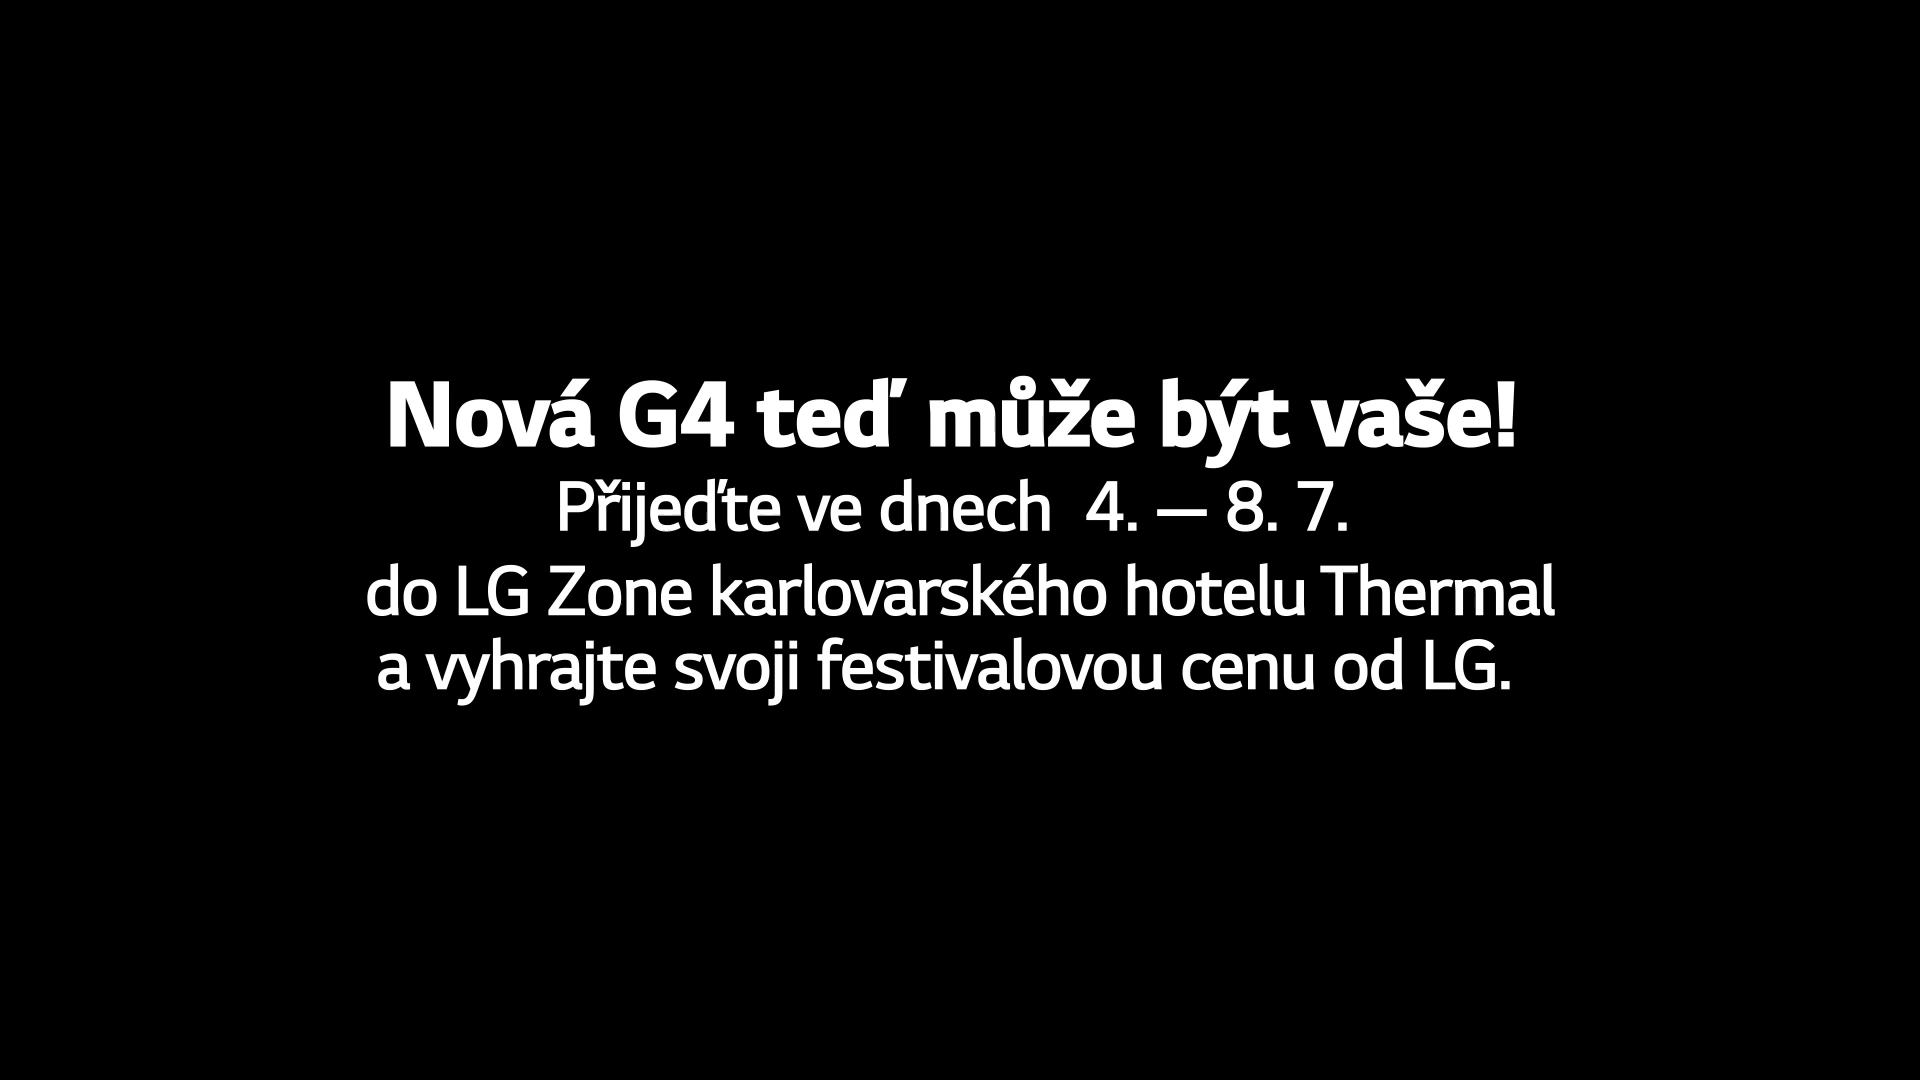 Nová G4 teď může být vaše!
Přijeďte ve dnech 4. — 8. 7.
do LG Zone karlovarského hotelu Thermal
a vyhrajte svoji festivalovou cenu od LG.